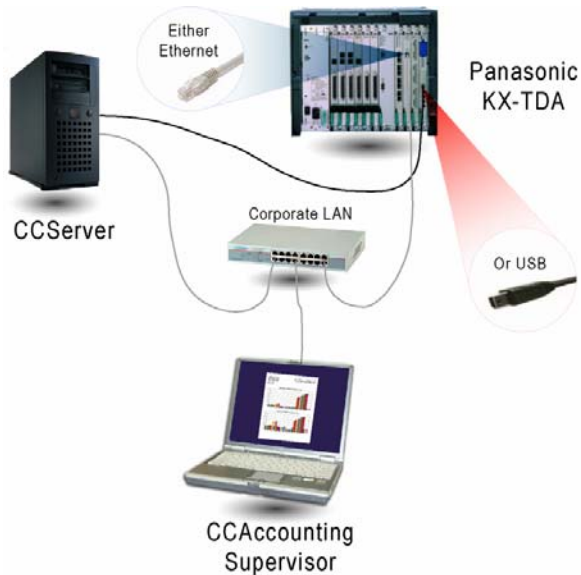 Either
Ethernet
Panasonic
KX-TDA
CCServer
Corporate LAN
Or USB
CCAccounting
Supervisor